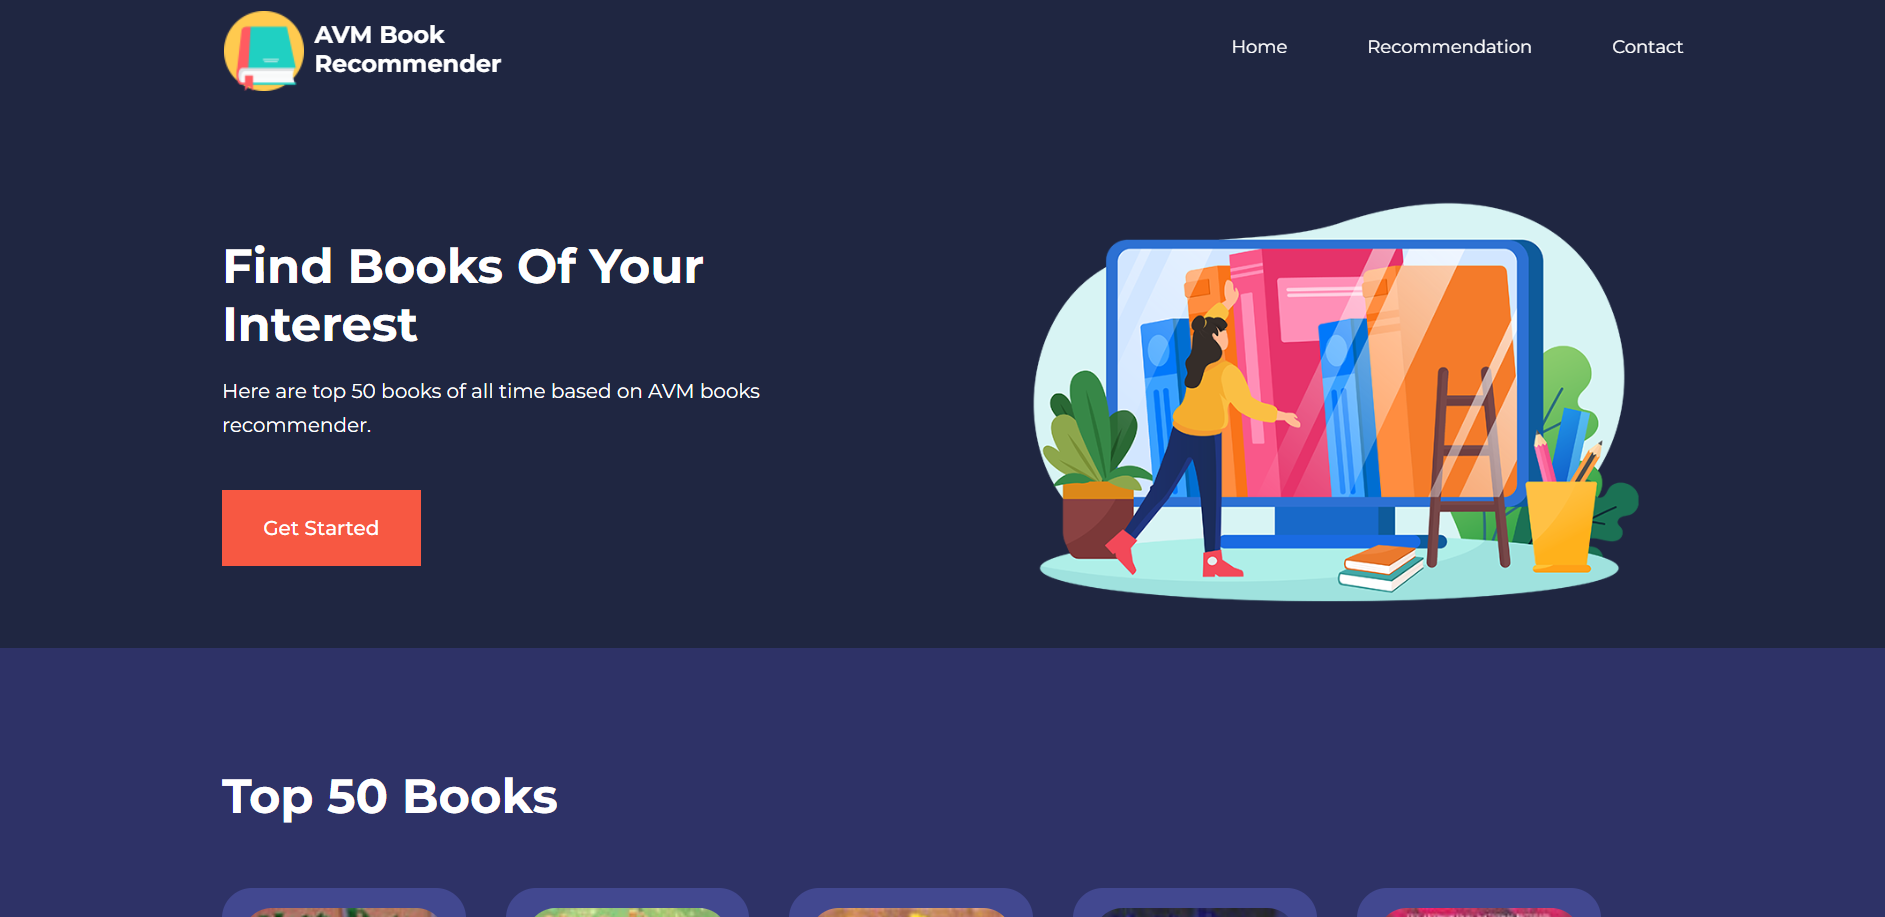 AVM Book
Recommender
Home
Recommendation
Contact
Find Books Of Your
Interest
Here are top 50 books of all time based on AVM books
recommender.
Get Started
Top 50 Books